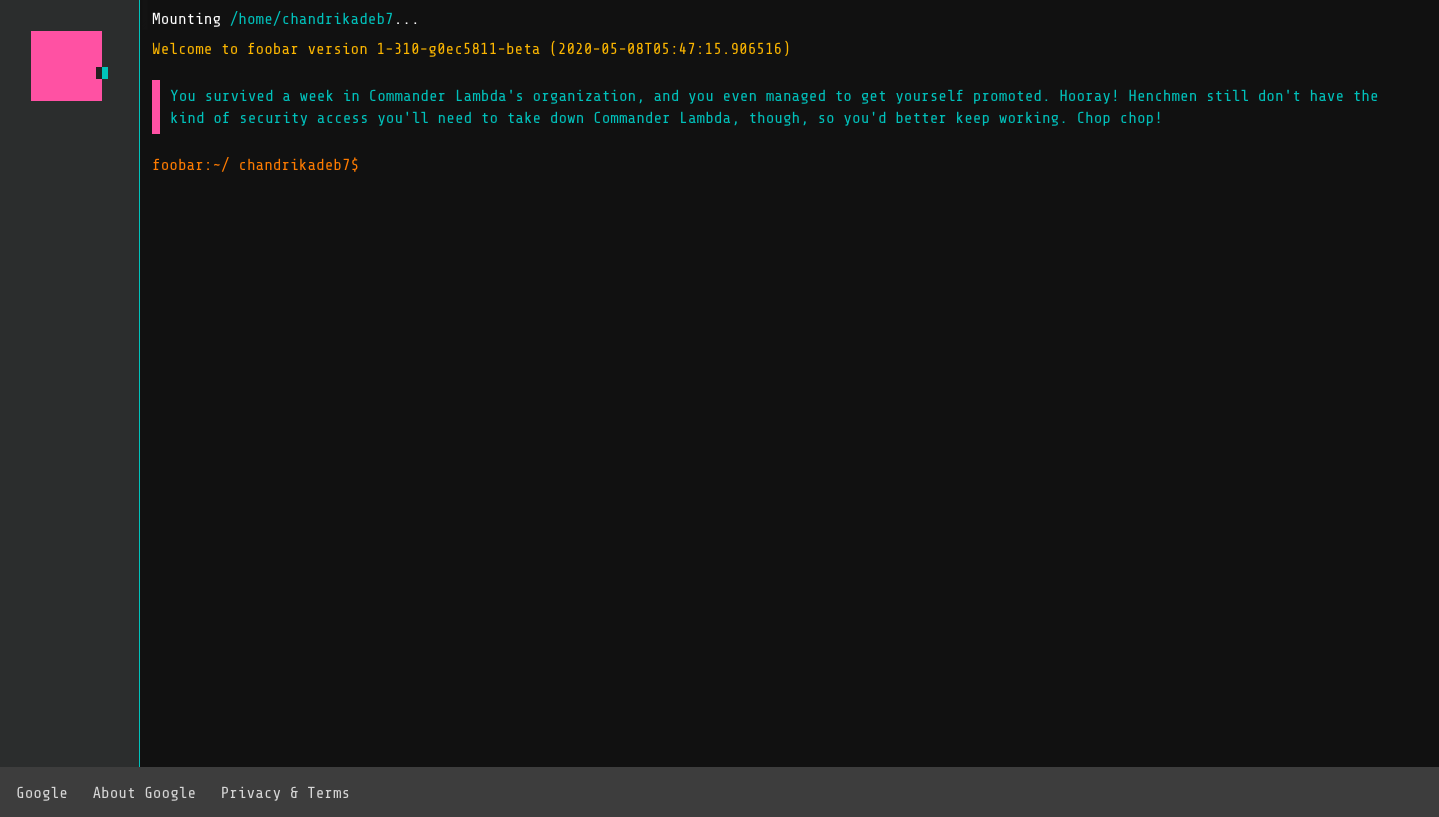 Mounting /home/chandrikadeb7...
Welcome to foobar version 1-310-g0ec5811-beta (2020-05-08T05:47:15.906516)
You survived a week in Commander Lambda's organization, and you even managed to get yourself promoted. Hooray! Henchmen still don't have the
kind of security access you'll need to take down Commander Lambda, though, so you'd better keep working. Chop chop!
foobar:~/ chandrikadeb7$
Google About Google Privacy & Terms